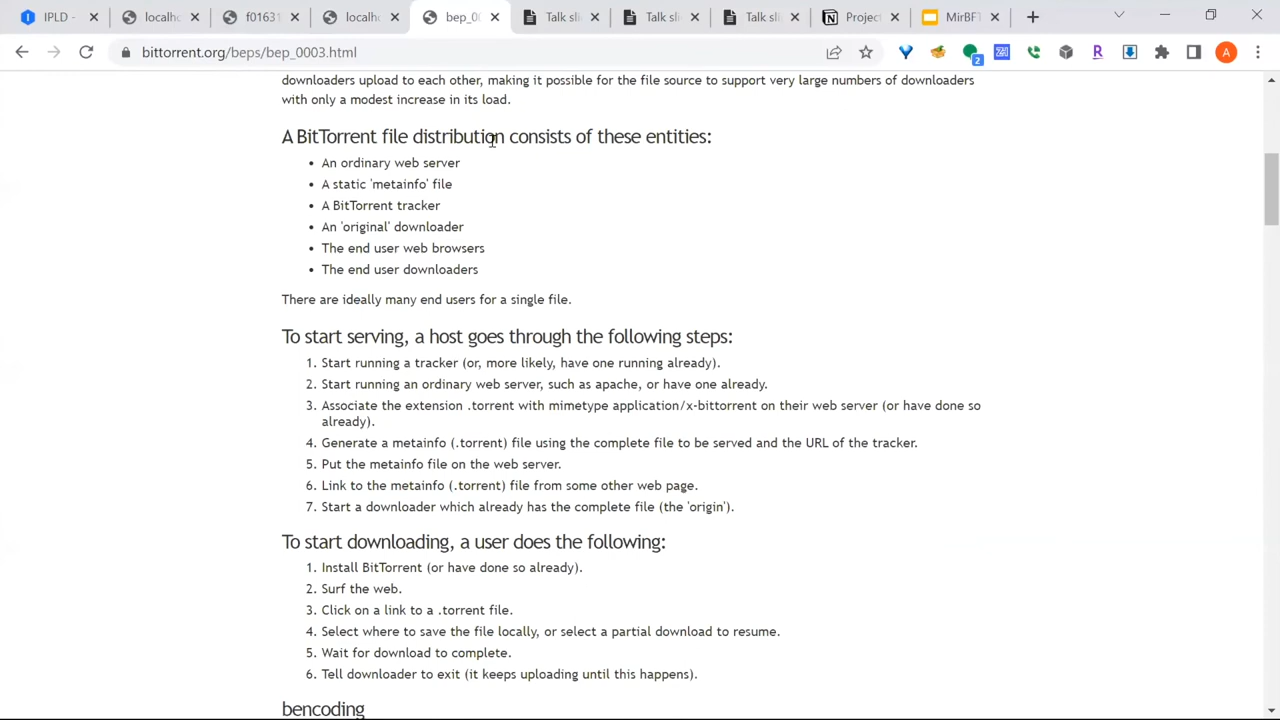 IPLD -
localho
f01631
localho
bep_00
Talk sli
Talk sli
Talk sli
Project
MirBFT
bittorrent.org/beps/bep_0003.html
2
R
A
downloaders upload to each other, making it possible for the file source to support very large numbers of downloaders
with only a modest increase in its load.
A BitTorrent file distribution consists of these entities:
• An ordinary web server
• A static 'metainfo' file
• A BitTorrent tracker
• An 'original' downloader
• The end user web browsers
• The end user downloaders
There are ideally many end users for a single file.
To start serving, a host goes through the following steps:
1. Start running a tracker (or, more likely, have one running already).
2. Start running an ordinary web server, such as apache, or have one already.
3. Associate the extension .torrent with mimetype application/x-bittorrent on their web server (or have done so
already).
4. Generate a metainfo (.torrent) file using the complete file to be served and the URL of the tracker.
5. Put the metainfo file on the web server.
6. Link to the metainfo (.torrent) file from some other web page.
7. Start a downloader which already has the complete file (the 'origin').
To start downloading, a user does the following:
1. Install BitTorrent (or have done so already).
2. Surf the web.
3. Click on a link to a .torrent file.
4. Select where to save the file locally, or select a partial download to resume.
5. Wait for download to complete.
6. Tell downloader to exit (it keeps uploading until this happens).
bencoding